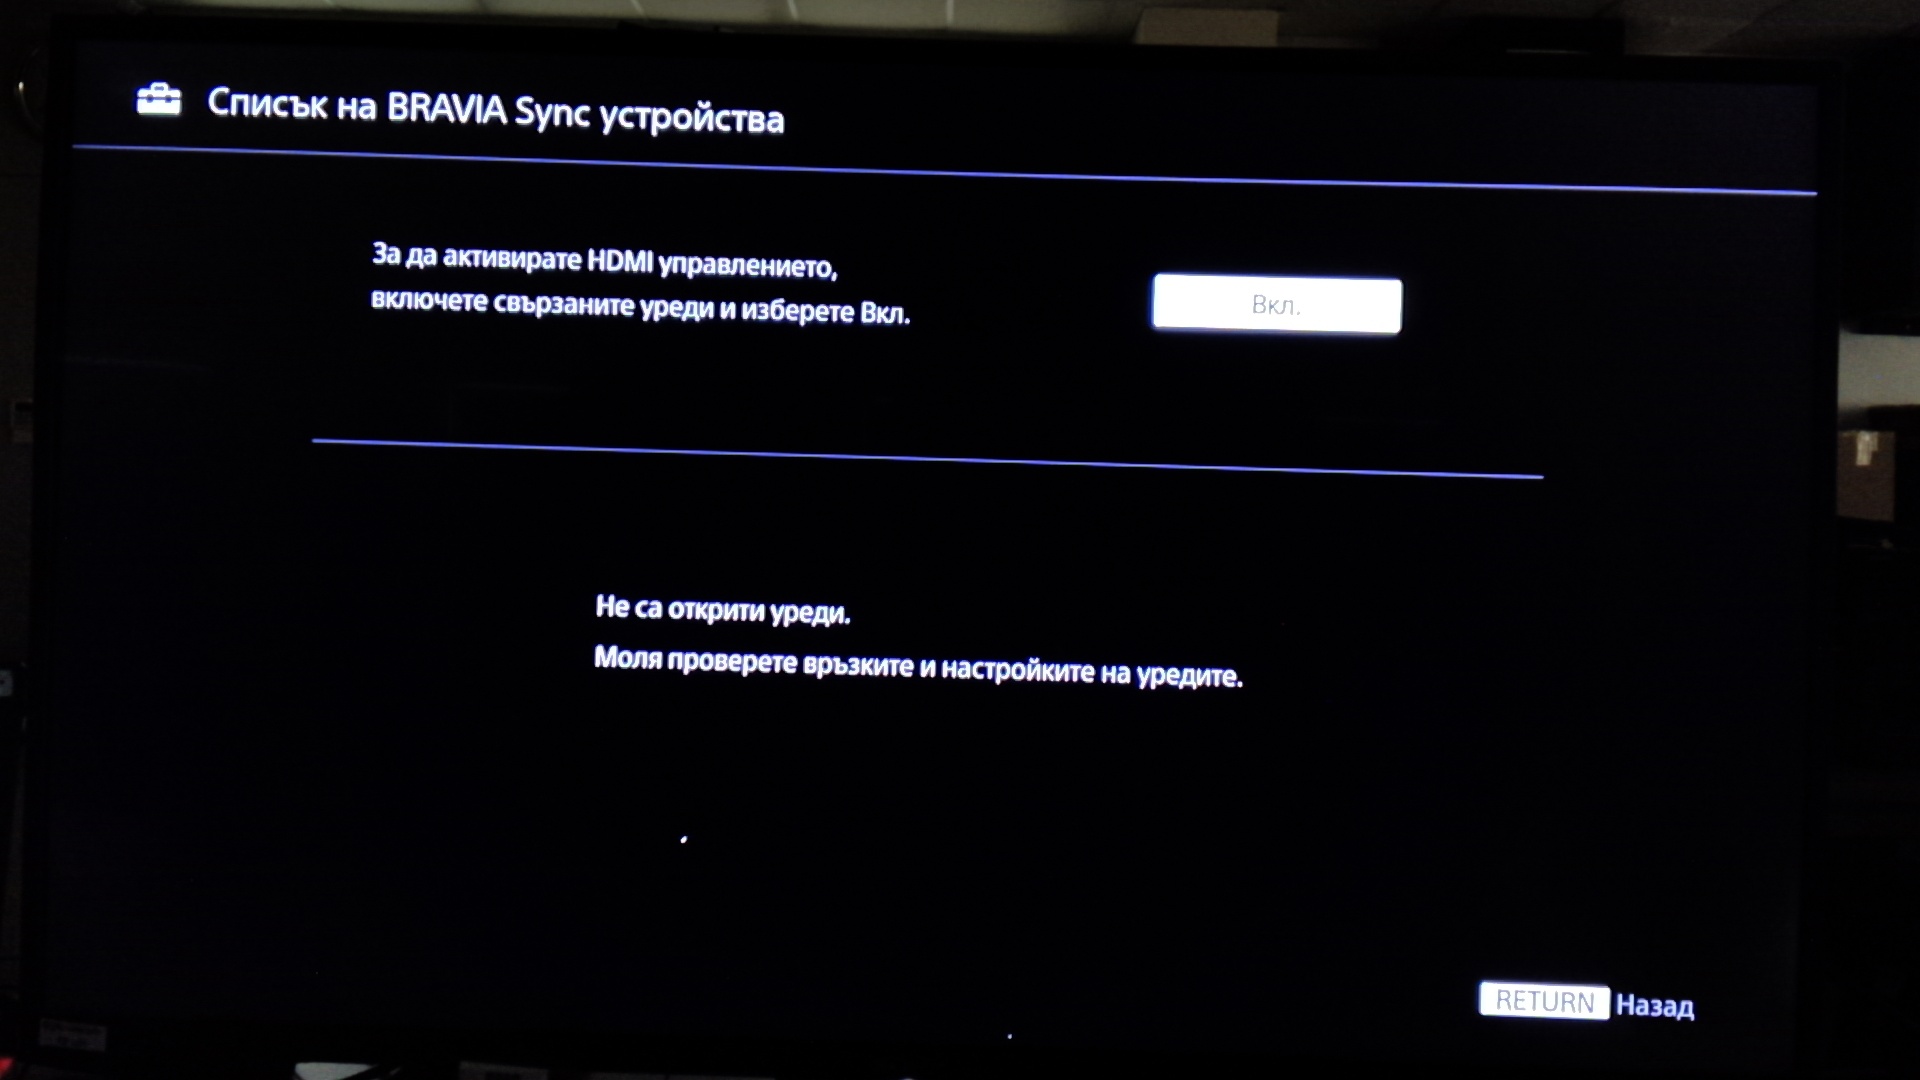 Списък на BRAVIA Sync устройства
За да активирате HDMI управлението,
включете свързаните уреди и изберете Вкл.
Вкл.
Не са открити уреди.
Моля проверете връзките и настройките на уредите.
RETURN Назад